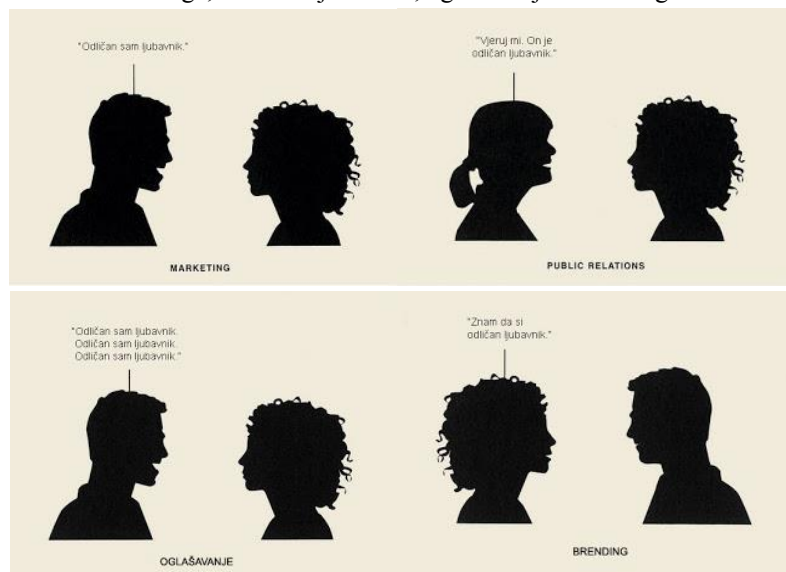 "Odličan sam ljubavnik."
MARKETING
"Vjeruj mi. On je
odličan ljubavnik."
PUBLIC RELATIONS
"Odličan sam ljubavnik.
Odličan sam ljubavnik.
Odličan sam ljubavnik."
OGLAŠAVANJE
"Znam da si
odličan ljubavnik."
BRENDING